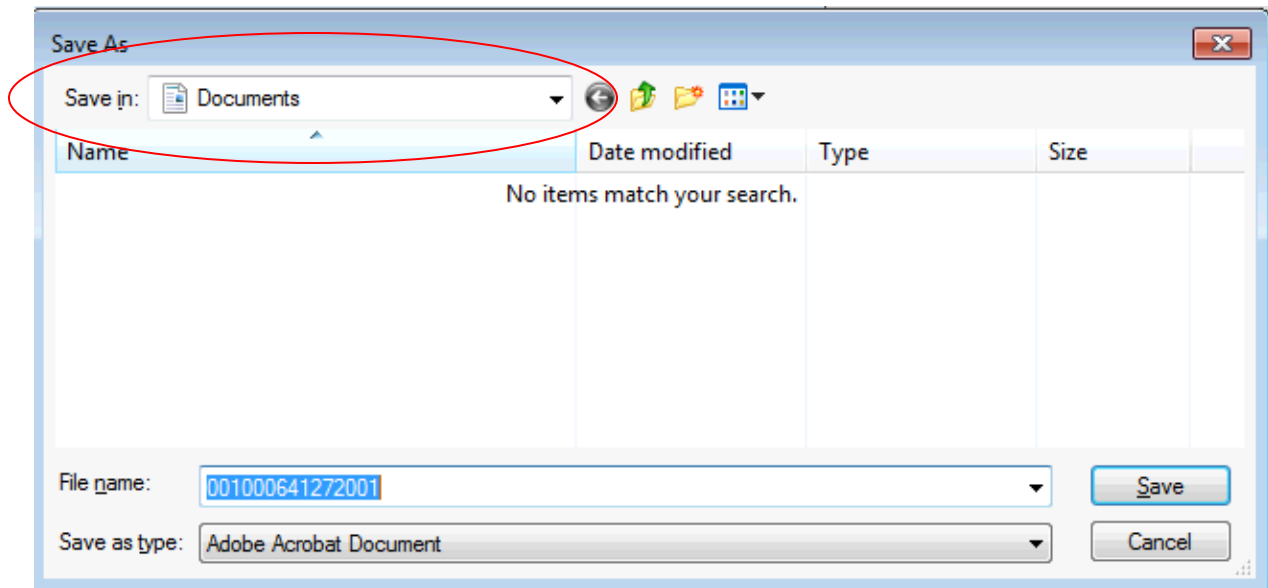 Save As
Save in: Documents
Name Date modified Type Size
No items match your search.
File name: 001000641272001 Save
Save as type: Adobe Acrobat Document Cancel